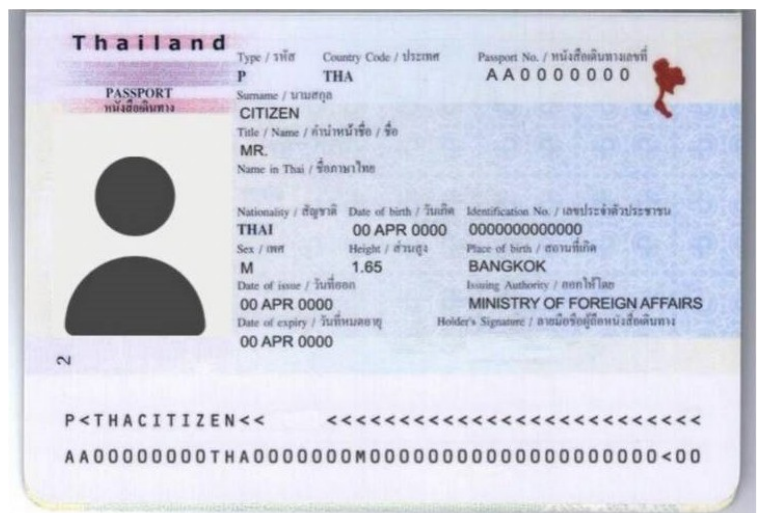 Thailand
PASSPORT
หนังสือเดินทาง
Type / รหัส Country Code / ประเทศ Passport No. / หนังสือเดินทางเลขที่
P THA AA0000000
Surname / นามสกุล
CITIZEN
Title / Name / คำนำหน้าชื่อ / ชื่อ
MR.
Name in Thai / ชื่อภาษาไทย
Nationality / สัญชาติ Date of birth / วันเกิด Identification No. / เลขประจำตัวประชาชน
THAI 00 APR 0000 0000000000000
Sex / เพศ Height / ส่วนสูง Place of birth / สถานที่เกิด
M 1.65 BANGKOK
Date of issue / วันที่ออก Issuing Authority / ออกให้โดย
00 APR 0000 MINISTRY OF FOREIGN AFFAIRS
Date of expiry / วันที่หมดอายุ Holder's Signature / ลายมือชื่อผู้ถือหนังสือเดินทาง
00 APR 0000
2
P<THACITIZEN<< <<<<<<<<<<<<<<<<<<<<<<<<<<
AA00000000THA0000000M00000000000000000000<00